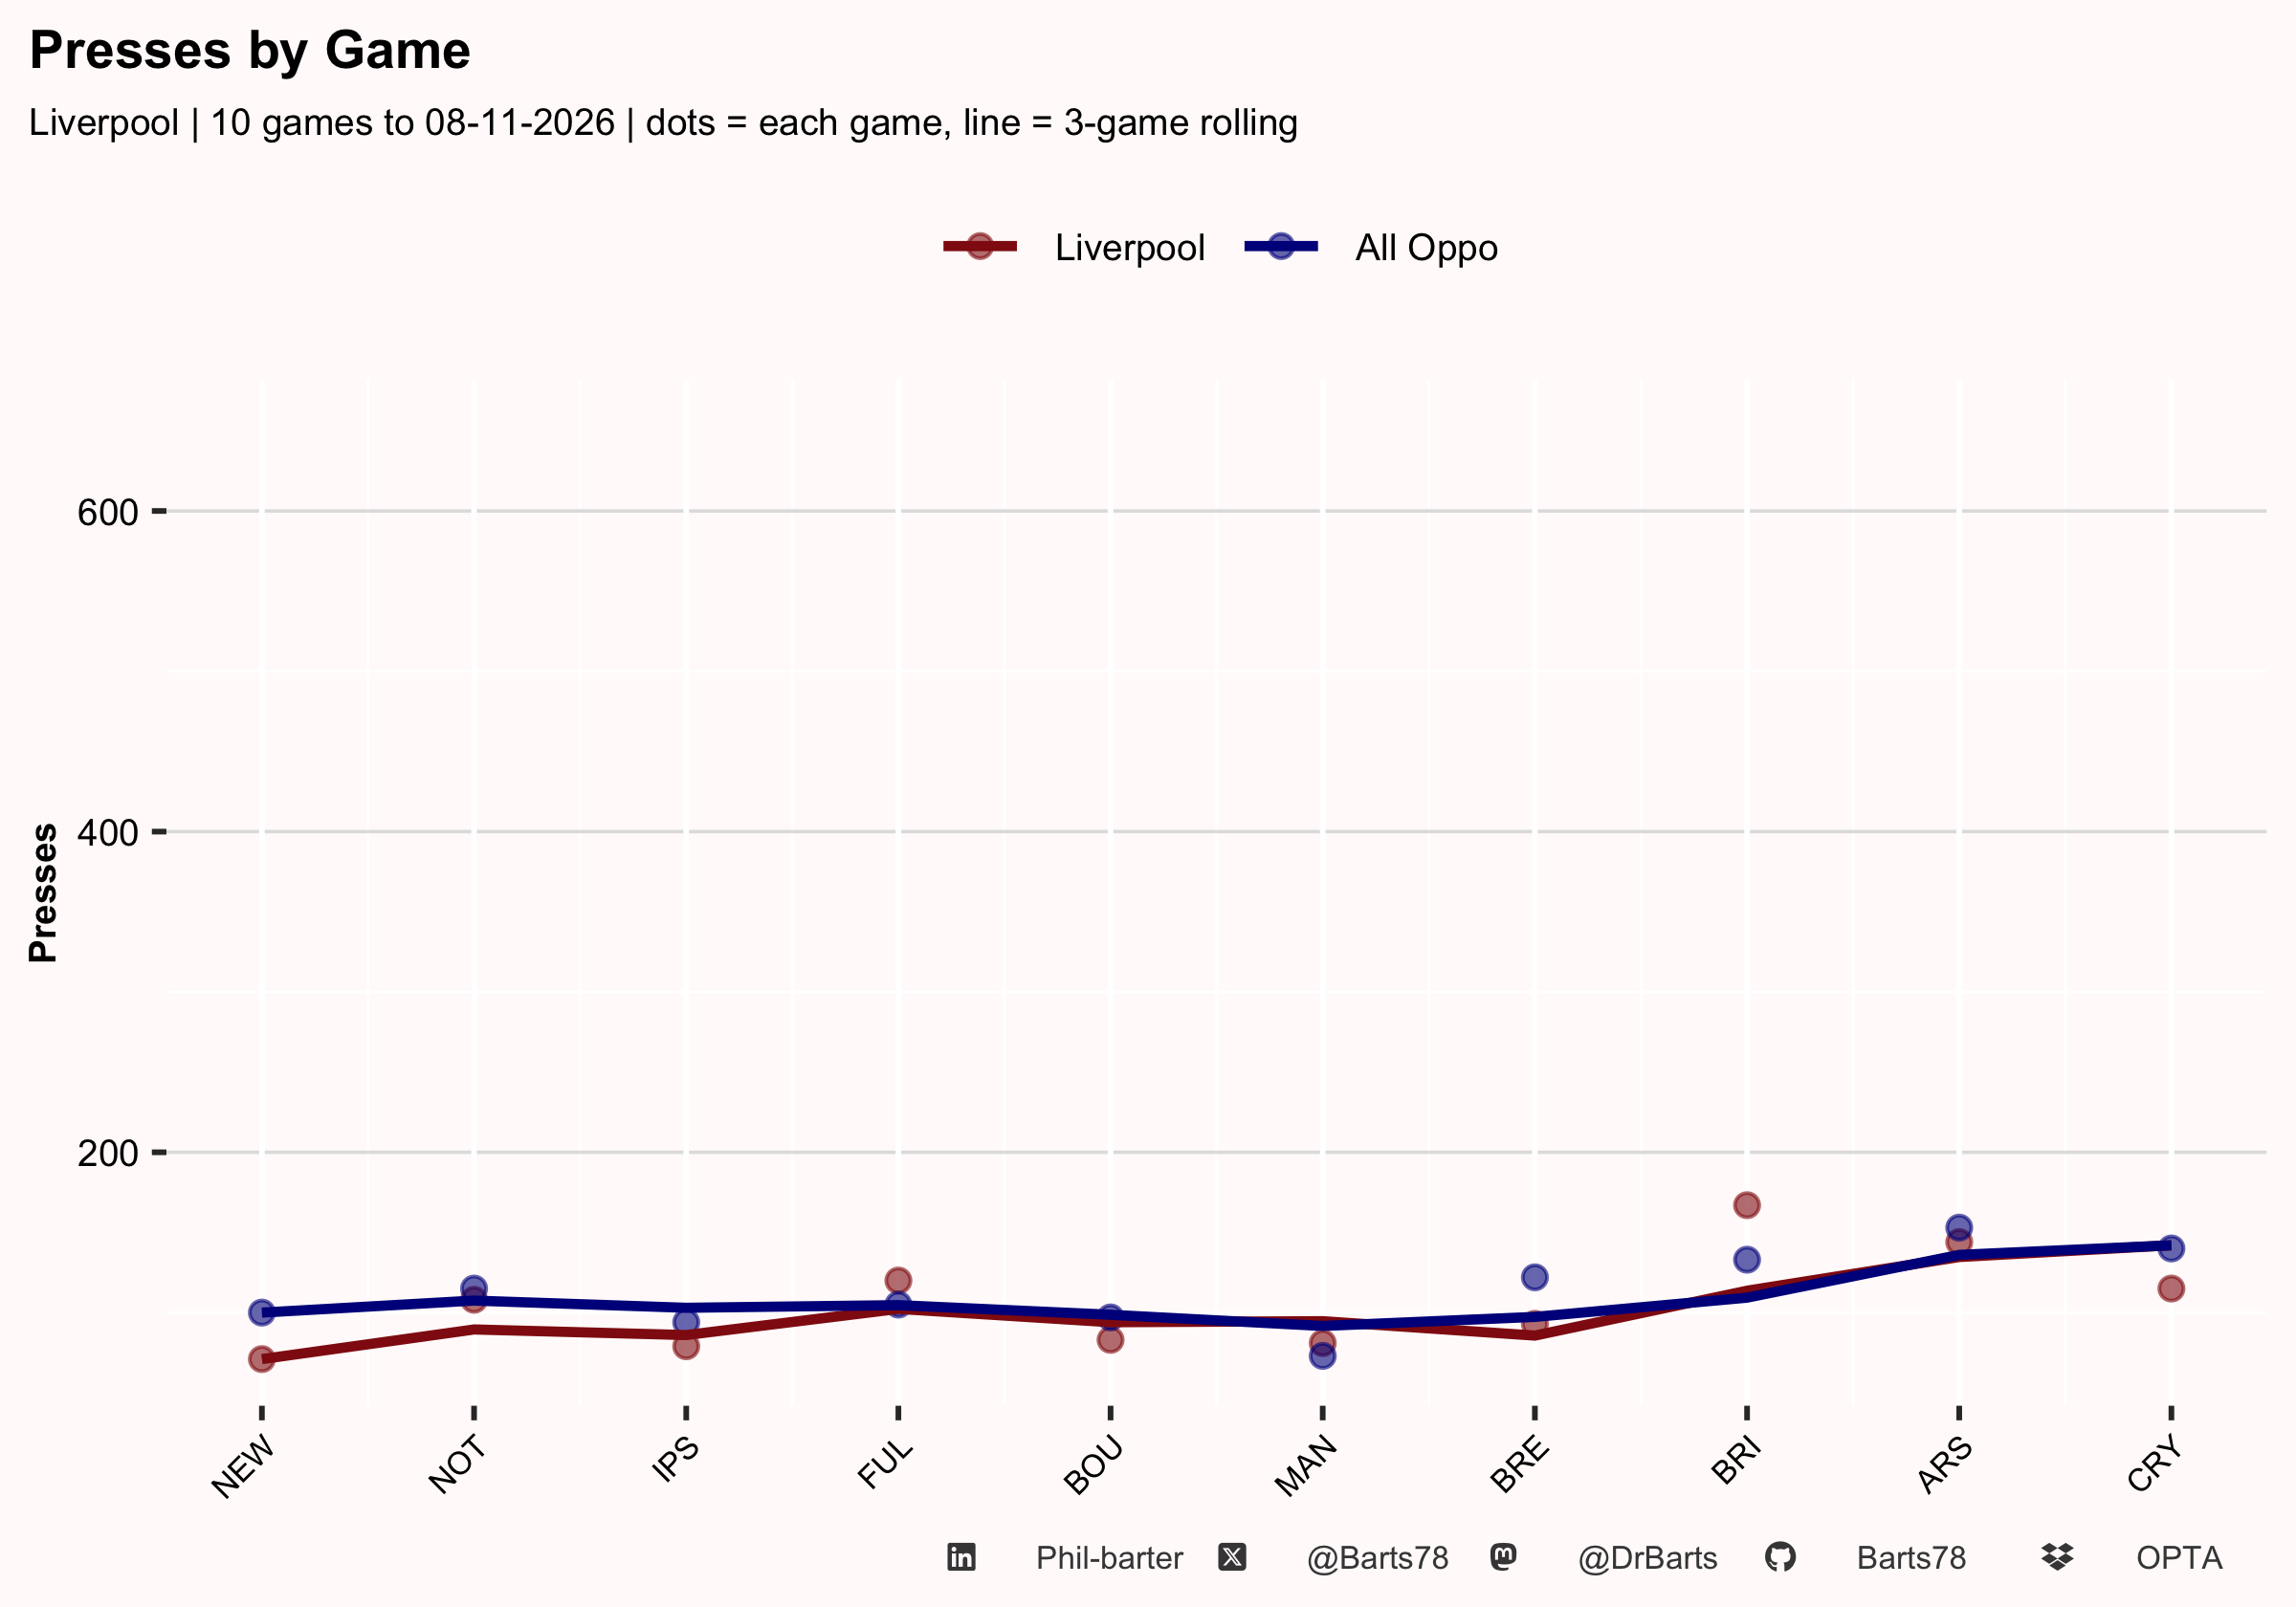 Presses by Game
Liverpool | 10 games to 08-11-2026 | dots = each game, line = 3-game rolling
Liverpool All Oppo
Presses
600
400
200
NEW NOT IPS FUL BOU MAN BRE BRI ARS CRY
Phil-barter @Barts78 @DrBarts Barts78 OPTA